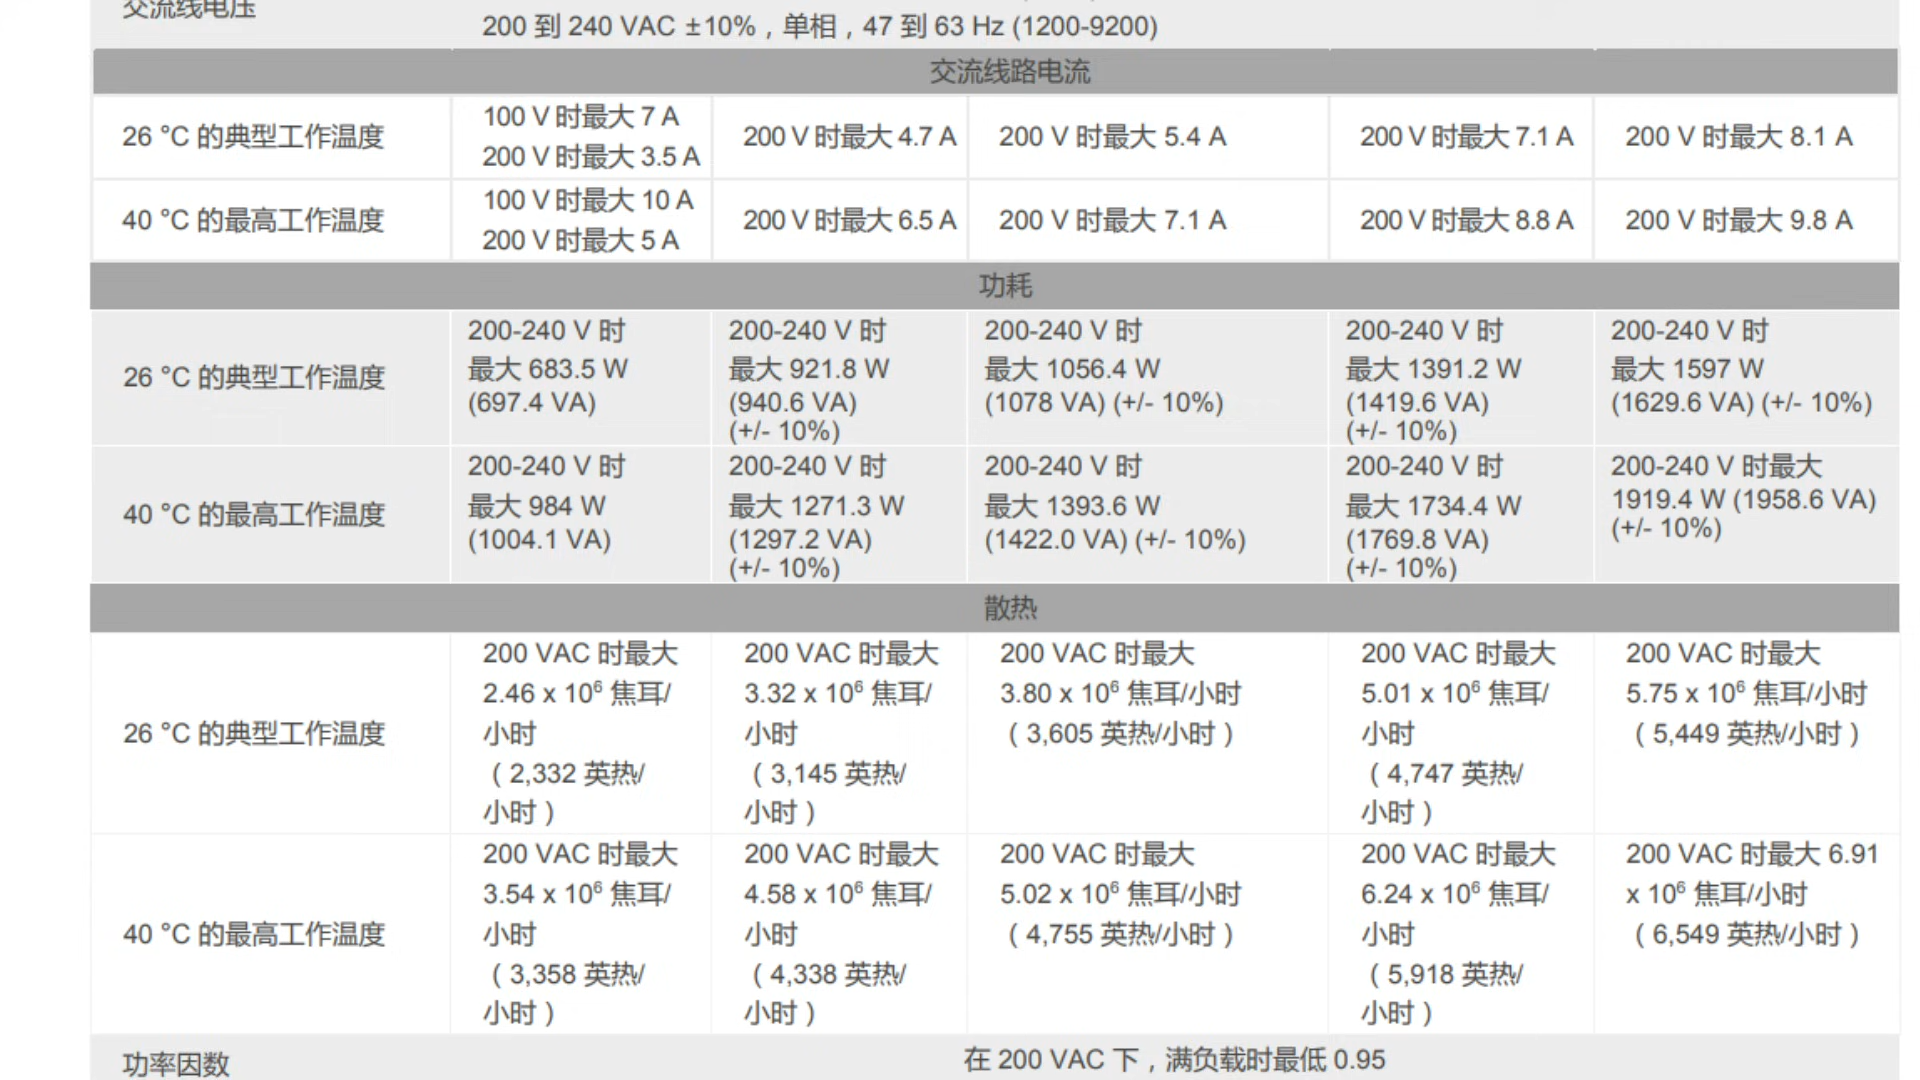 交流线电压
200 到 240 VAC ±10%，单相，47 到 63 Hz (1200-9200)
交流线路电流
26 °C 的典型工作温度
100 V 时最大 7 A
200 V 时最大 3.5 A
200 V 时最大 4.7 A
200 V 时最大 5.4 A
200 V 时最大 7.1 A
200 V 时最大 8.1 A
40 °C 的最高工作温度
100 V 时最大 10 A
200 V 时最大 5 A
200 V 时最大 6.5 A
200 V 时最大 7.1 A
200 V 时最大 8.8 A
200 V 时最大 9.8 A
功耗
26 °C 的典型工作温度
200-240 V 时
最大 683.5 W
(697.4 VA)
200-240 V 时
最大 921.8 W
(940.6 VA)
(+/- 10%)
200-240 V 时
最大 1056.4 W
(1078 VA) (+/- 10%)
200-240 V 时
最大 1391.2 W
(1419.6 VA)
(+/- 10%)
200-240 V 时
最大 1597 W
(1629.6 VA) (+/- 10%)
40 °C 的最高工作温度
200-240 V 时
最大 984 W
(1004.1 VA)
200-240 V 时
最大 1271.3 W
(1297.2 VA)
(+/- 10%)
200-240 V 时
最大 1393.6 W
(1422.0 VA) (+/- 10%)
200-240 V 时
最大 1734.4 W
(1769.8 VA)
(+/- 10%)
200-240 V 时最大
1919.4 W (1958.6 VA)
(+/- 10%)
散热
26 °C 的典型工作温度
200 VAC 时最大
2.46 x 10⁶ 焦耳/
小时
（2,332 英热/
小时）
200 VAC 时最大
3.32 x 10⁶ 焦耳/
小时
（3,145 英热/
小时）
200 VAC 时最大
3.80 x 10⁶ 焦耳/小时
（3,605 英热/小时）
200 VAC 时最大
5.01 x 10⁶ 焦耳/
小时
（4,747 英热/
小时）
200 VAC 时最大
5.75 x 10⁶ 焦耳/小时
（5,449 英热/小时）
40 °C 的最高工作温度
200 VAC 时最大
3.54 x 10⁶ 焦耳/
小时
（3,358 英热/
小时）
200 VAC 时最大
4.58 x 10⁶ 焦耳/
小时
（4,338 英热/
小时）
200 VAC 时最大
5.02 x 10⁶ 焦耳/小时
（4,755 英热/小时）
200 VAC 时最大
6.24 x 10⁶ 焦耳/
小时
（5,918 英热/
小时）
200 VAC 时最大 6.91
x 10⁶ 焦耳/小时
（6,549 英热/小时）
功率因数
在 200 VAC 下，满负载时最低 0.95